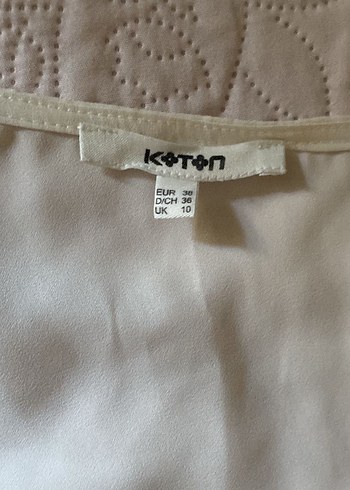 KOTON
EUR 38
D/CH 36
UK 10